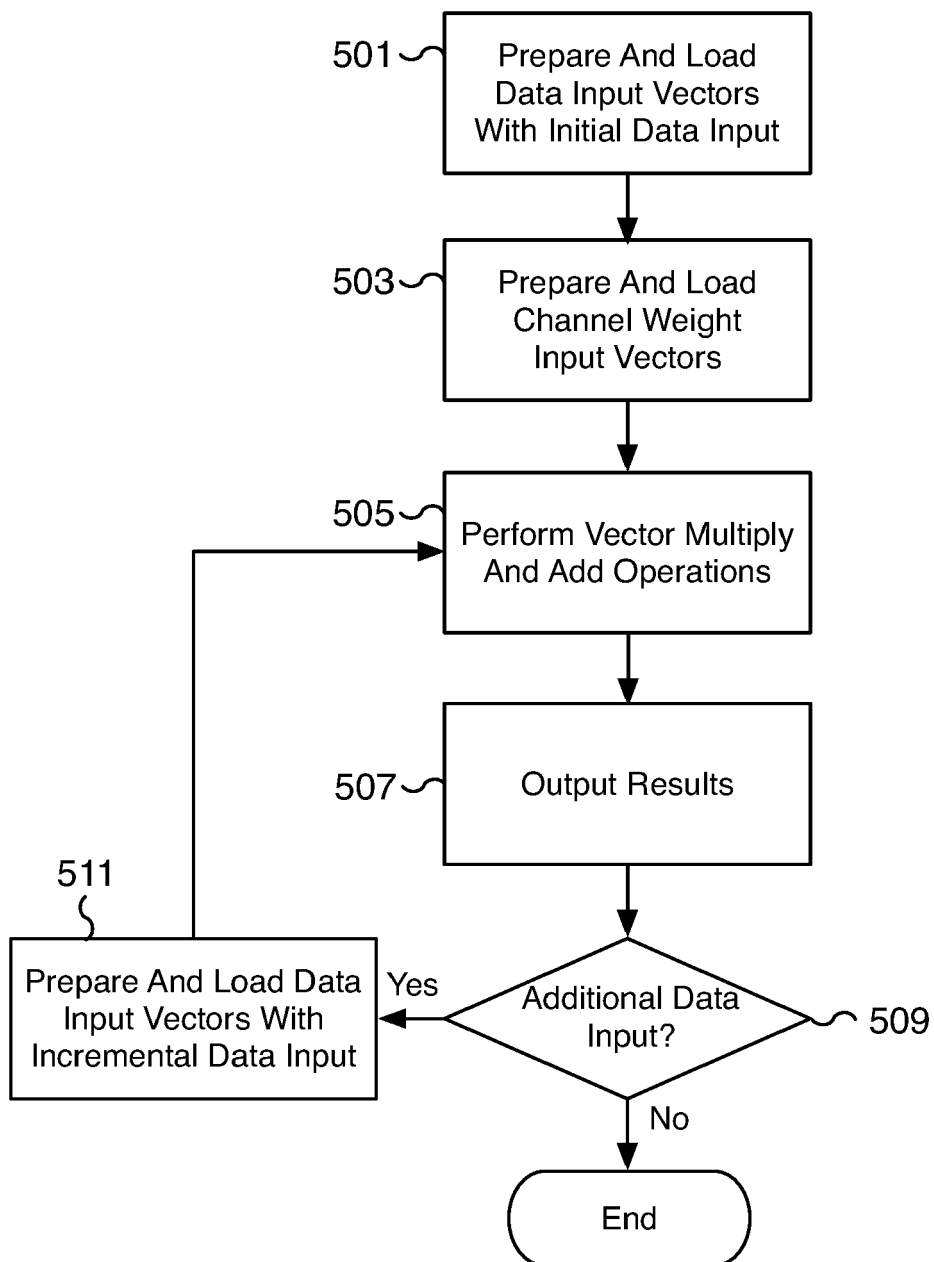 501
Prepare And Load
Data Input Vectors
With Initial Data Input
503
Prepare And Load
Channel Weight
Input Vectors
505
Perform Vector Multiply
And Add Operations
507
Output Results
511
Prepare And Load Data
Input Vectors With
Incremental Data Input
Yes
Additional Data
Input?
509
No
End